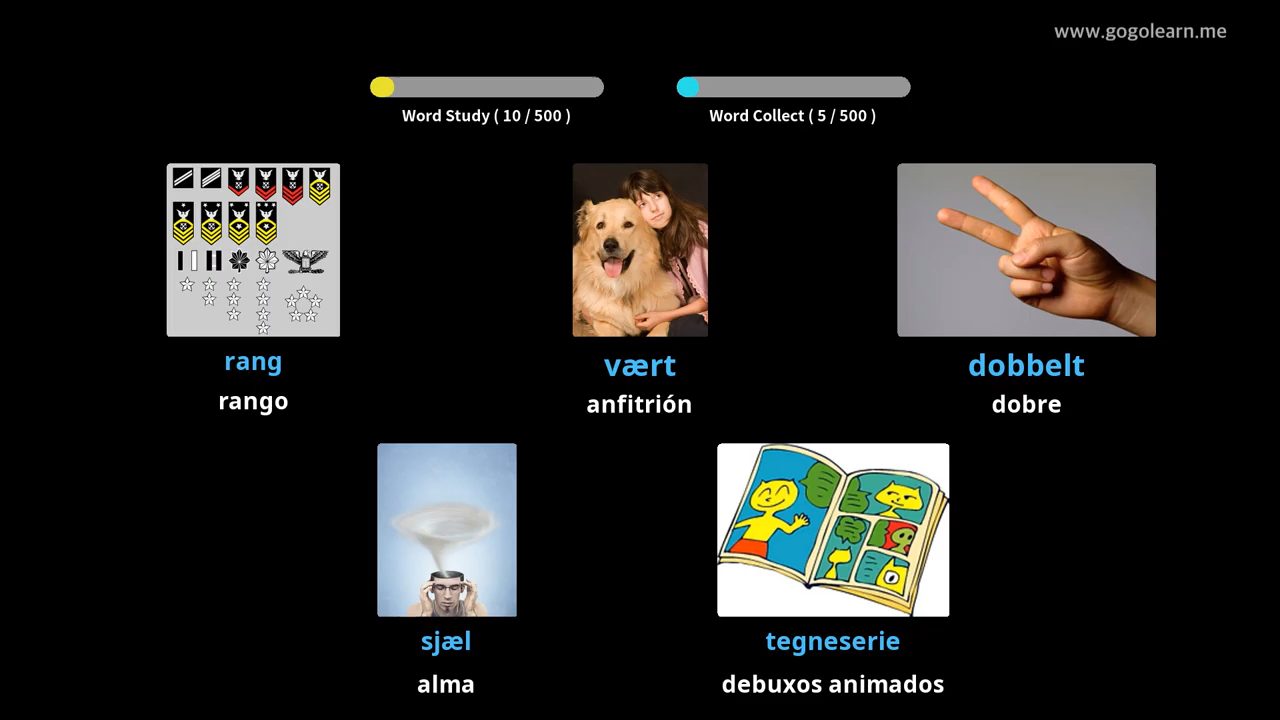 www.gogolearn.me
Word Study ( 10 / 500 )
Word Collect ( 5 / 500 )
rang
rango
vært
anfitrión
dobbelt
dobre
sjæl
alma
tegneserie
debuxos animados